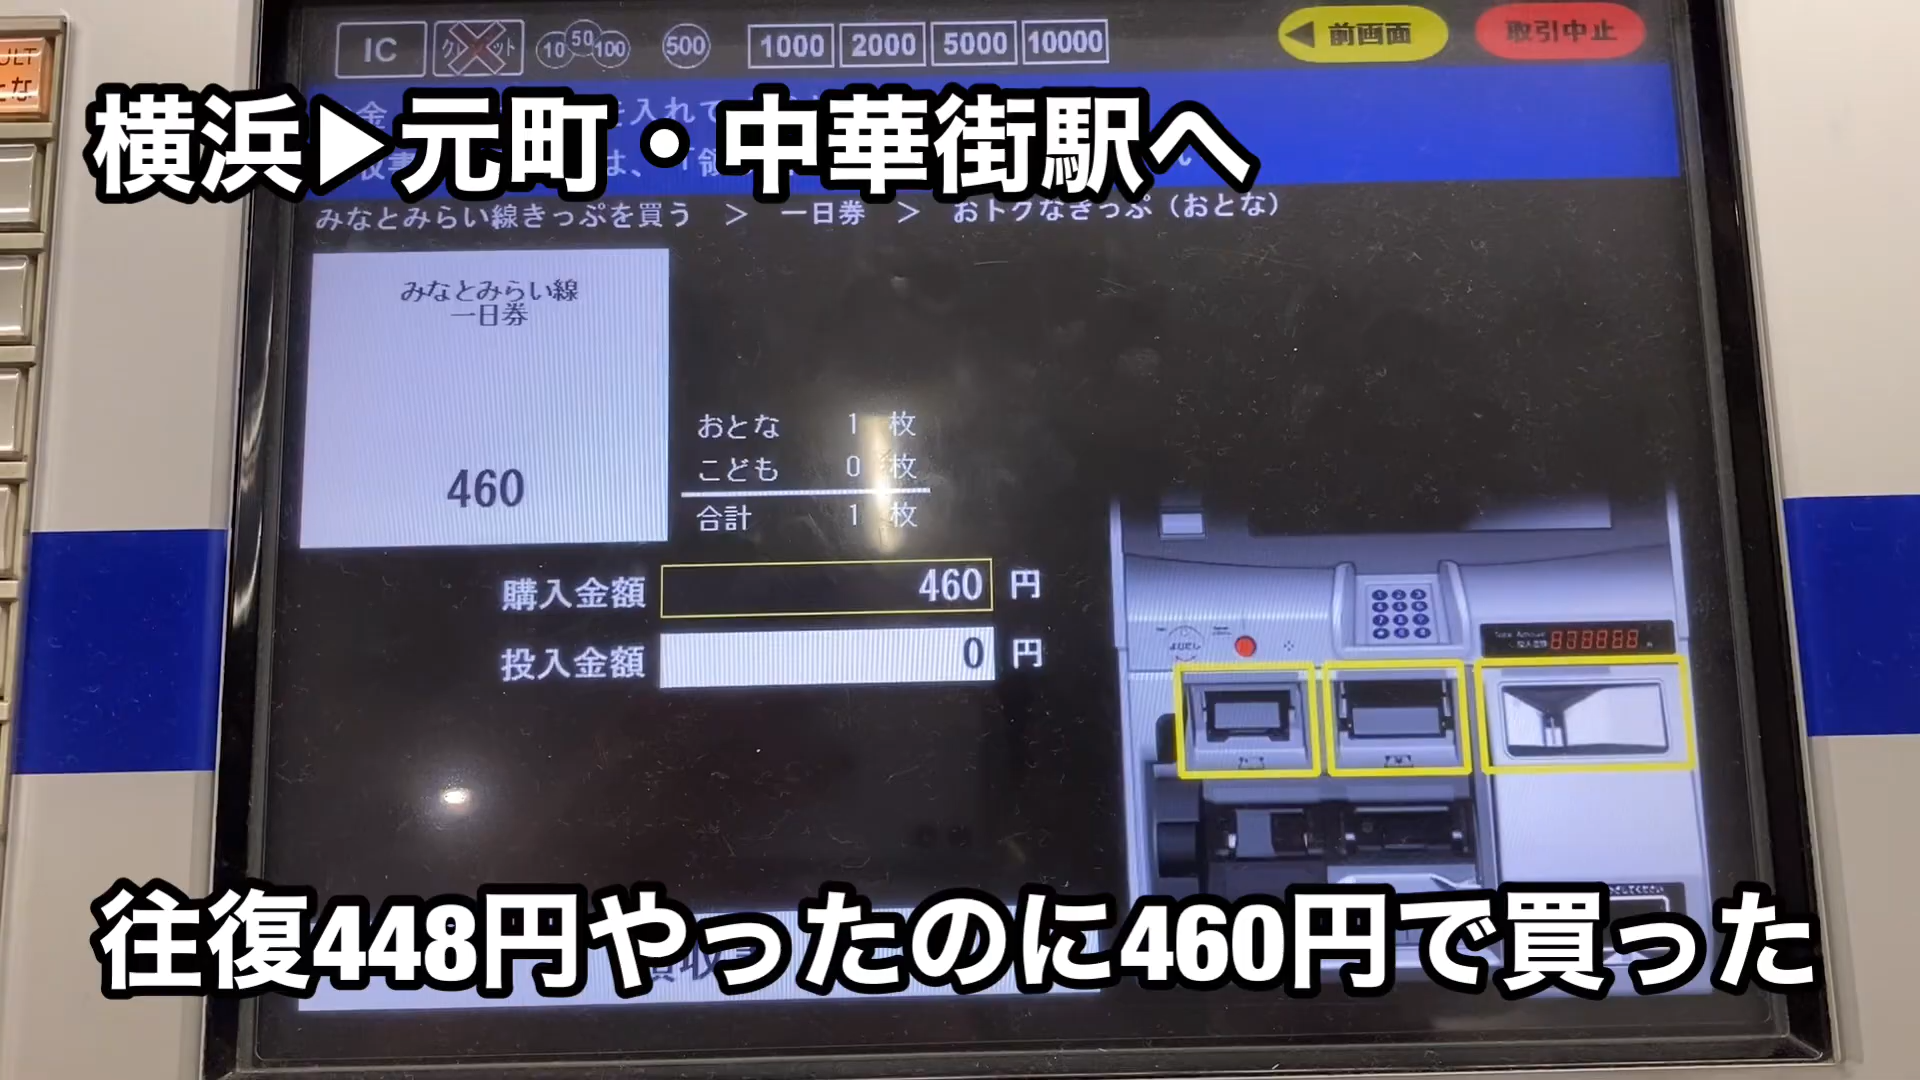 IC
クレジット
10 50 100
500
1000 2000 5000 10000
前画面
取引中止
横浜▶元町・中華街駅へ
みなとみらい線きっぷを買う > 一日券 > おトクなきっぷ（おとな）
みなとみらい線
一日券
460
おとな 1 枚
こども 0 枚
合計 1 枚
購入金額 460 円
投入金額 0 円
往復448円やったのに460円で買った